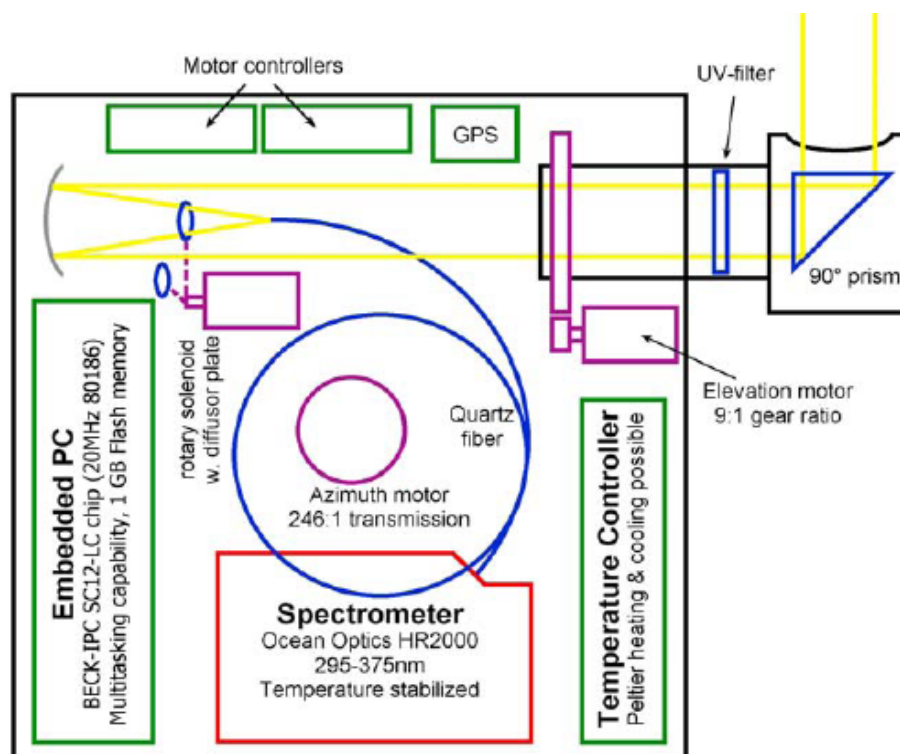 Motor controllers
UV-filter
GPS
90° prism
rotary solenoid
w. diffusor plate
Elevation motor
9:1 gear ratio
Quartz
fiber
Azimuth motor
246:1 transmission
Embedded PC
BECK-IPC SC12-LC chip (20MHz 80186)
Multitasking capability, 1 GB Flash memory
Spectrometer
Ocean Optics HR2000
295-375nm
Temperature stabilized
Temperature Controller
Peltier heating & cooling possible